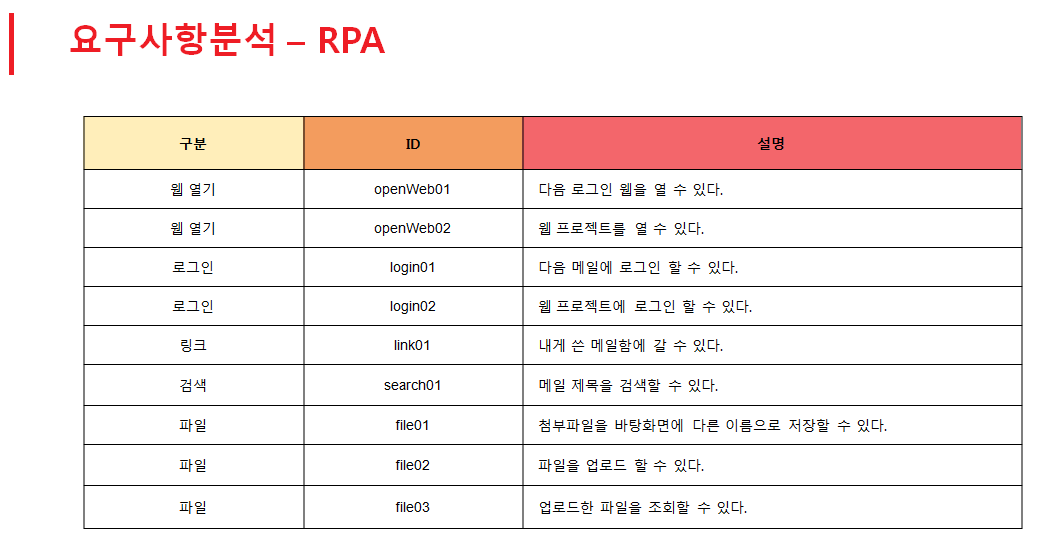 요구사항분석 – RPA
구분 ID 설명
웹 열기 openWeb01 다음 로그인 웹을 열 수 있다.
웹 열기 openWeb02 웹 프로젝트를 열 수 있다.
로그인 login01 다음 메일에 로그인 할 수 있다.
로그인 login02 웹 프로젝트에 로그인 할 수 있다.
링크 link01 내게 쓴 메일함에 갈 수 있다.
검색 search01 메일 제목을 검색할 수 있다.
파일 file01 첨부파일을 바탕화면에 다른 이름으로 저장할 수 있다.
파일 file02 파일을 업로드 할 수 있다.
파일 file03 업로드한 파일을 조회할 수 있다.